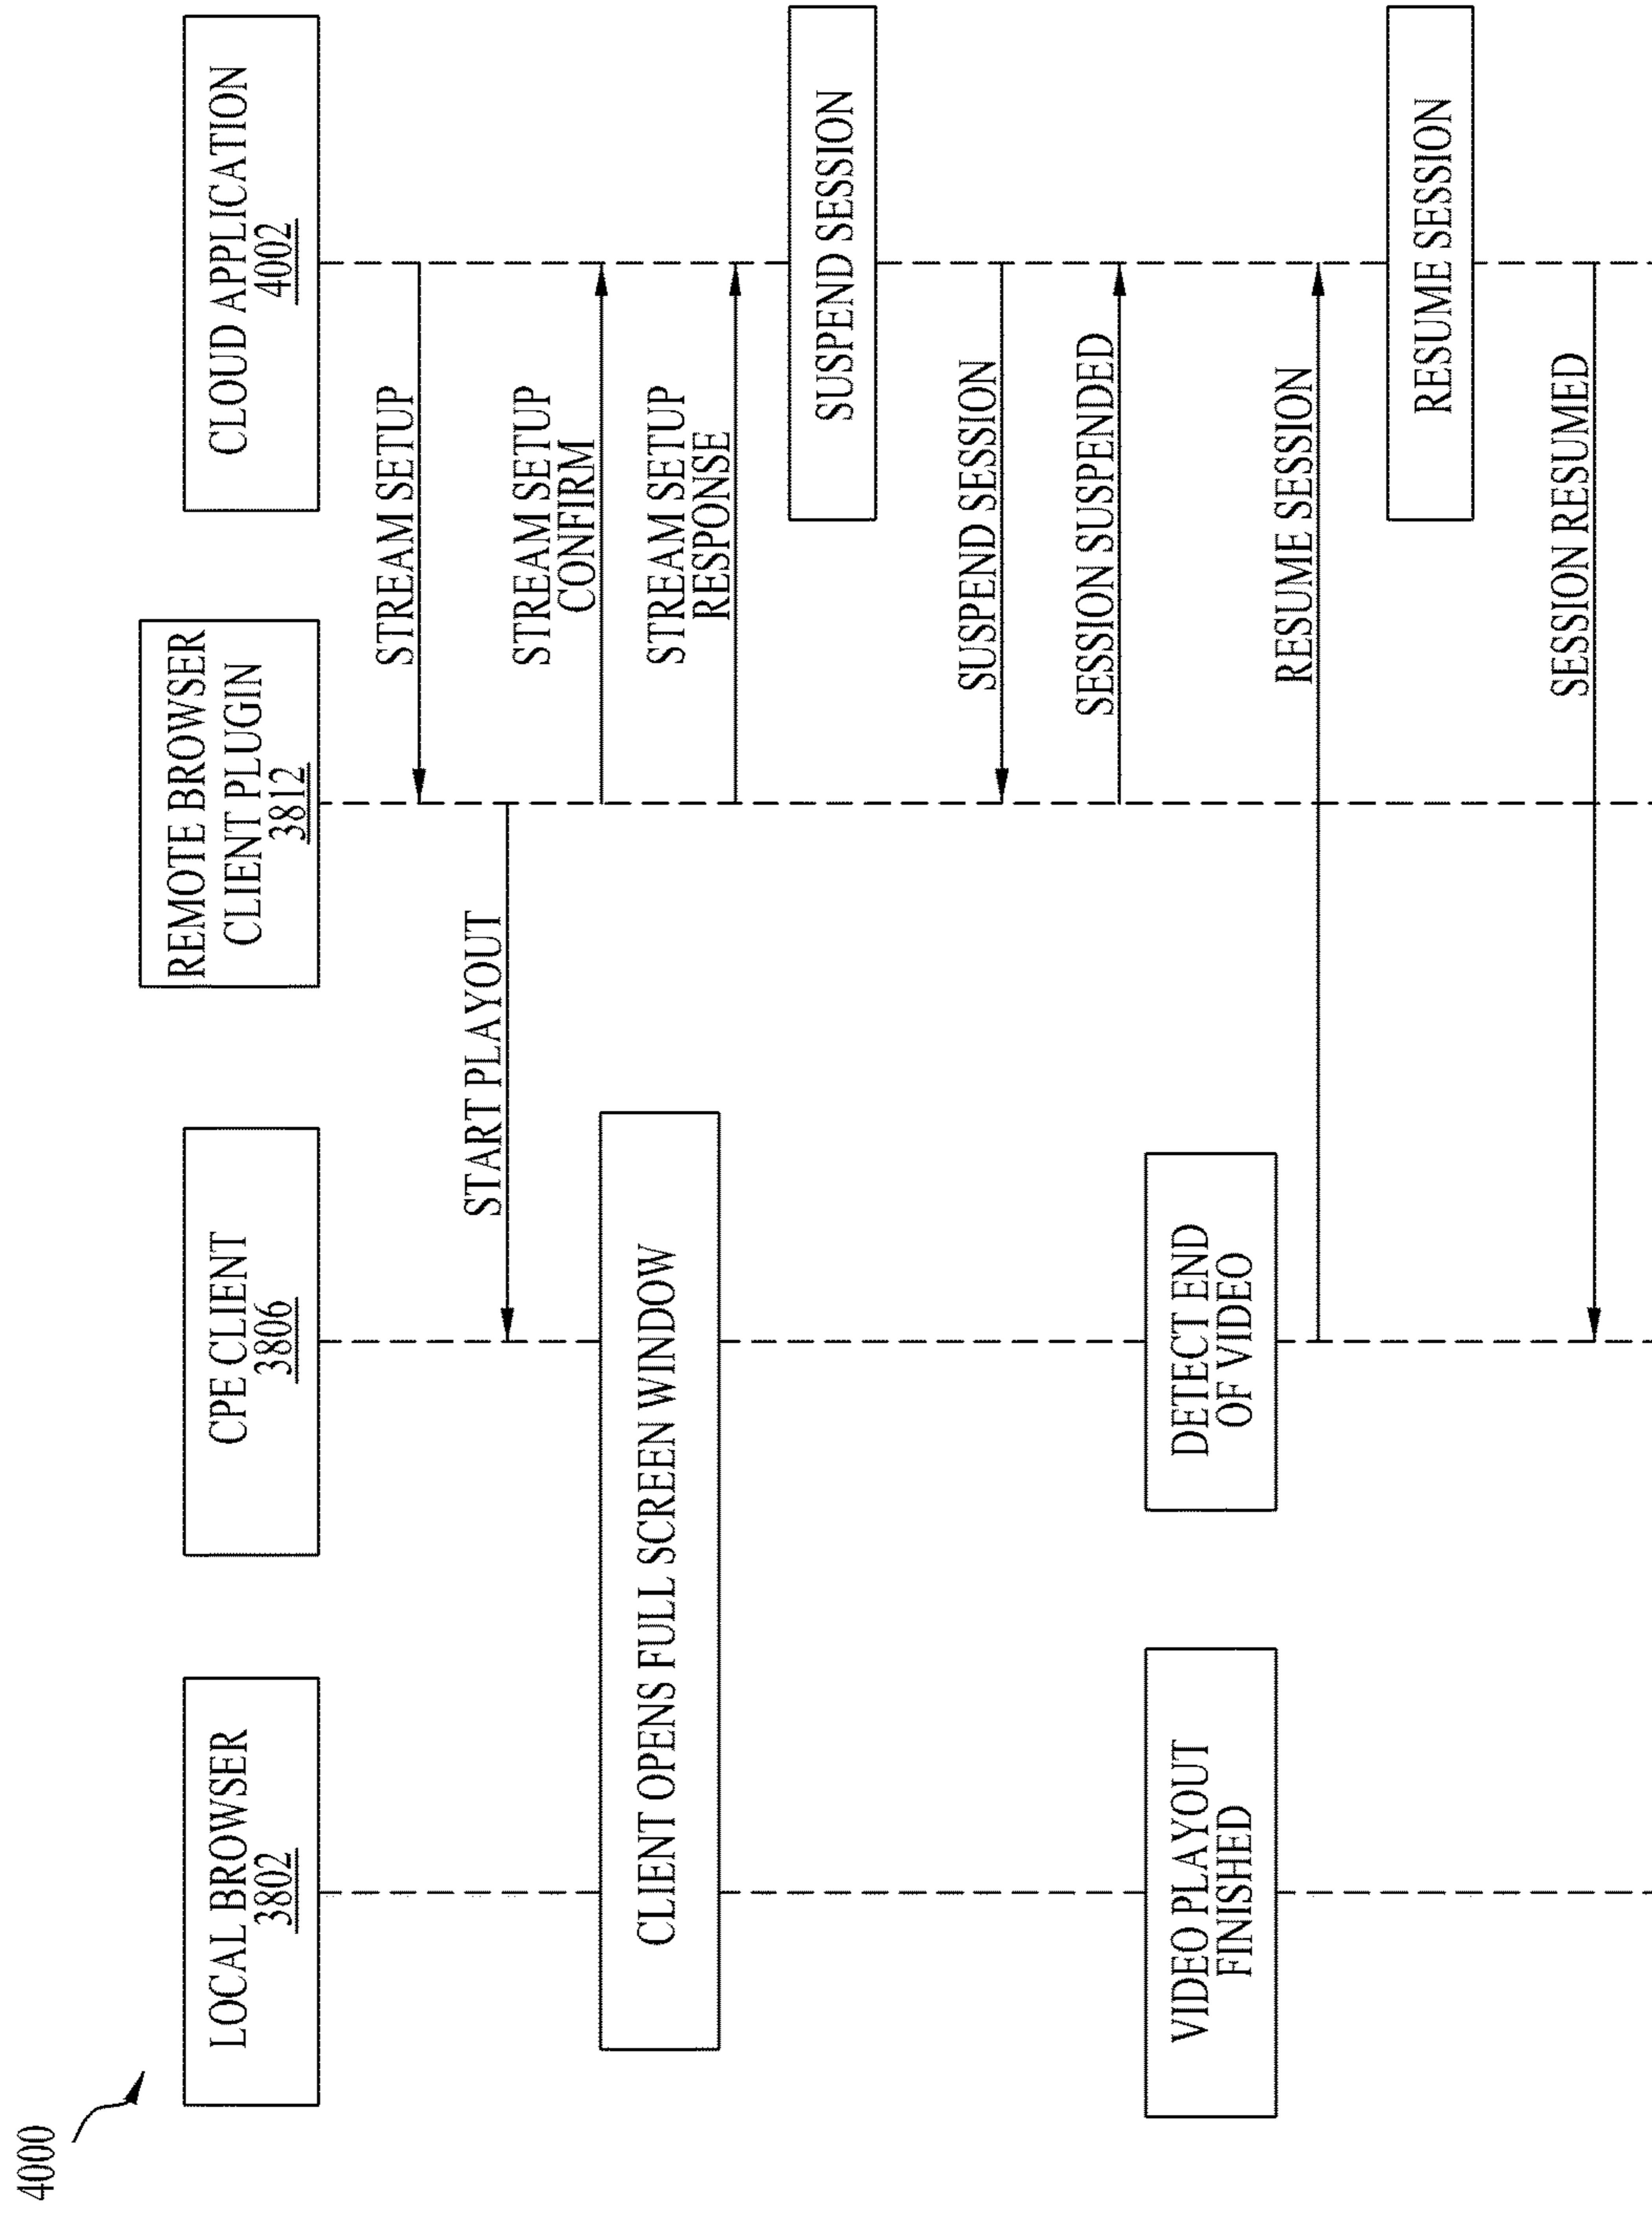 4000
LOCAL BROWSER
3802
CPE CLIENT
3806
REMOTE BROWSER
CLIENT PLUGIN
3812
CLOUD APPLICATION
4002
STREAM SETUP
START PLAYOUT
CLIENT OPENS FULL SCREEN WINDOW
STREAM SETUP
CONFIRM
STREAM SETUP
RESPONSE
SUSPEND SESSION
SUSPEND SESSION
SESSION SUSPENDED
VIDEO PLAYOUT
FINISHED
DETECT END
OF VIDEO
RESUME SESSION
RESUME SESSION
SESSION RESUMED